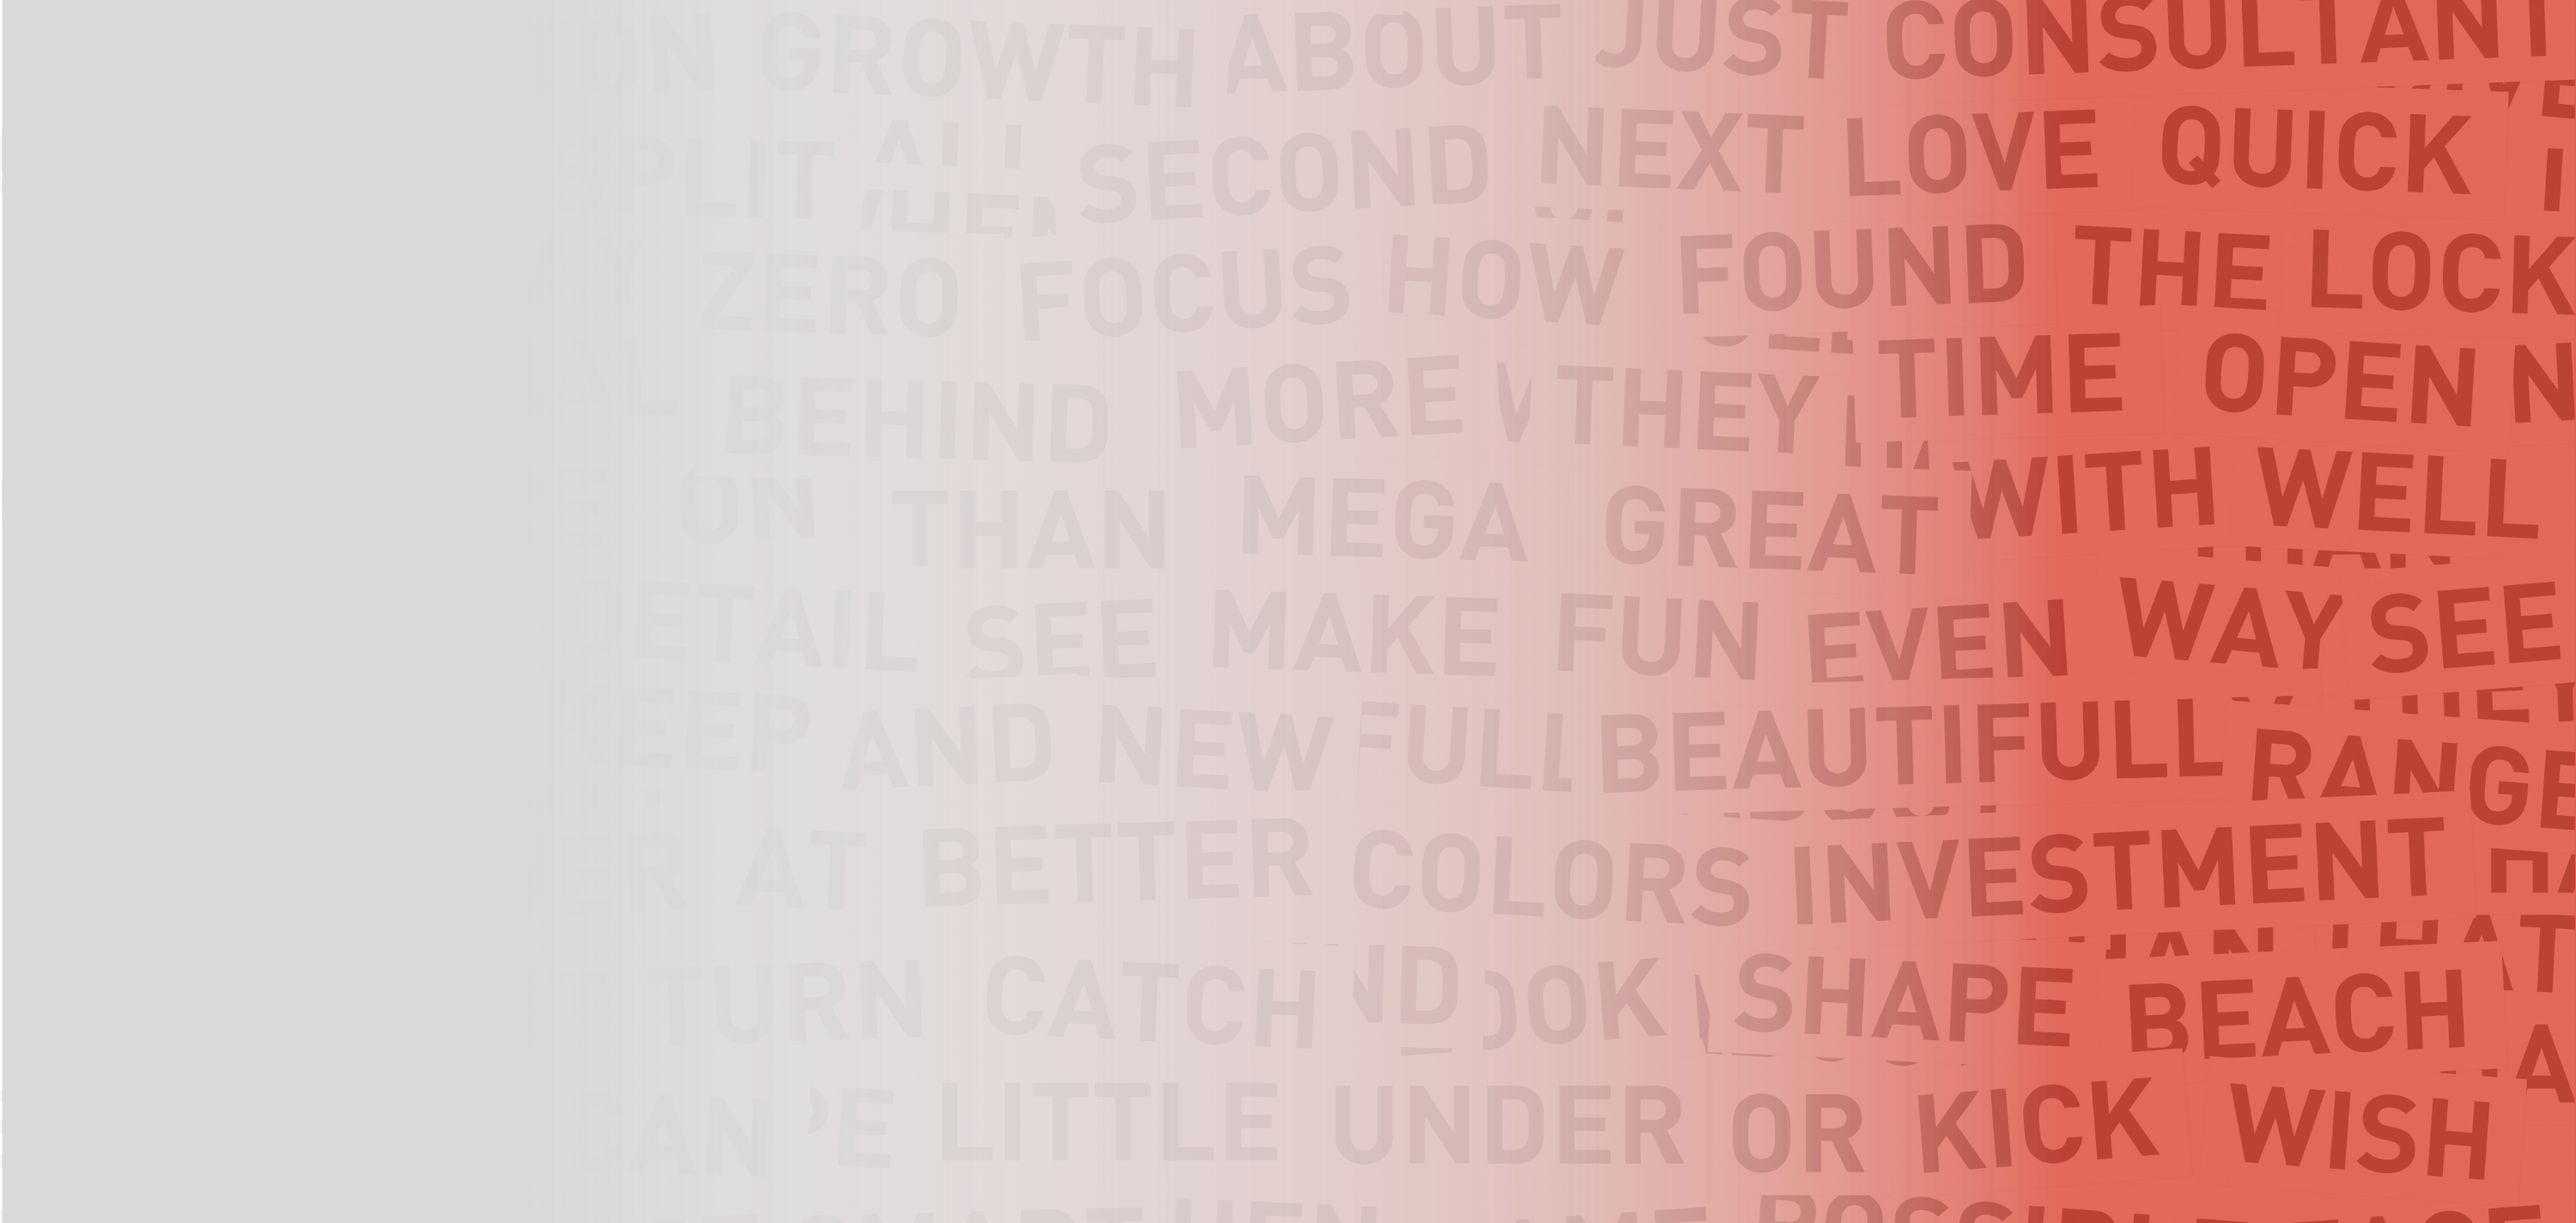 ON GROWTH ABOUT JUST CONSULTANT
SPLIT SECOND NEXT LOVE QUICK
ZERO FOCUS HOW FOUND THE LOCK
BEHIND MORE THEY TIME OPEN N
ON THAN MEGA GREAT WITH WELL
DETAIL SEE MAKE FUN EVEN WAY SEE
KEEP AND NEW FULL BEAUTIFULL RANGE
ER AT BETTER COLORS INVESTMENT
TURN CATCH ND OOK SHAPE BEACH
CAN LITTLE UNDER OR KICK WISH